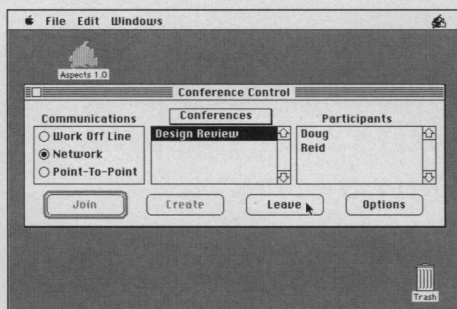 File Edit Windows
Aspects 1.0
Conference Control
Communications
Work Off Line
Network
Point-To-Point
Conferences
Design Review
Participants
Doug
Reid
Join
Create
Leave
Options
Trash